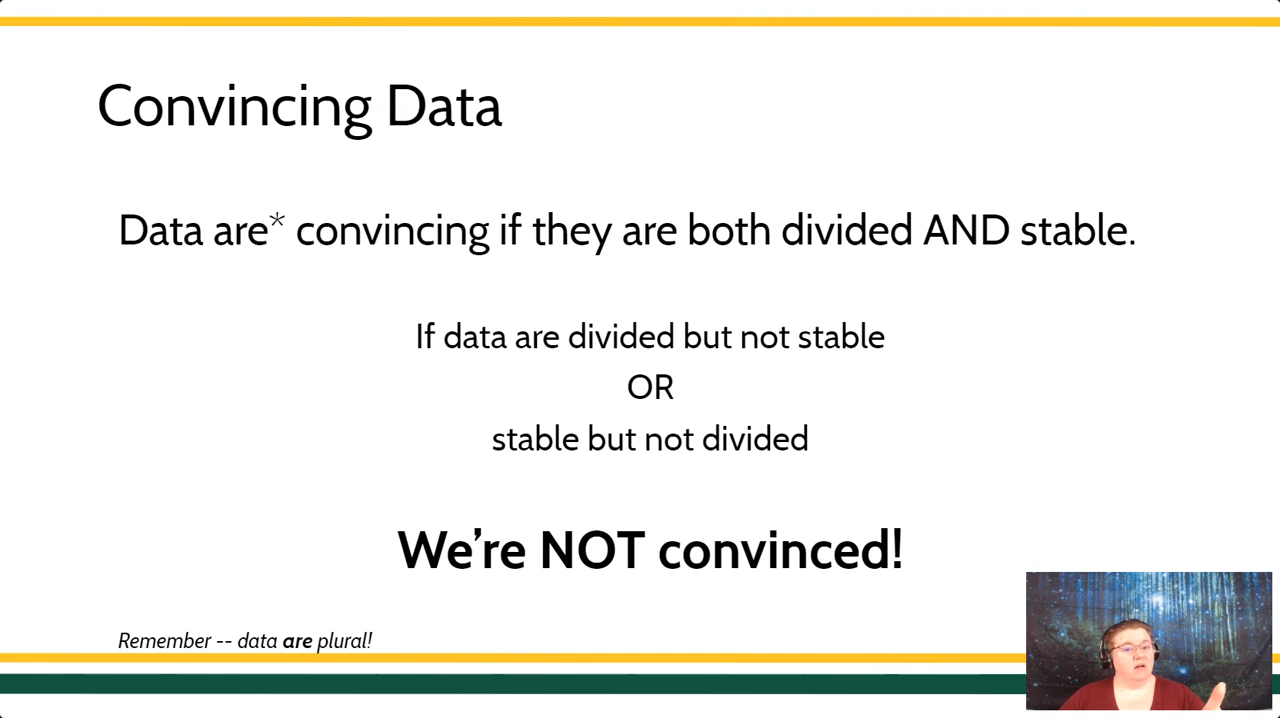 Convincing Data
Data are* convincing if they are both divided AND stable.
If data are divided but not stable
OR
stable but not divided
We're NOT convinced!
Remember -- data are plural!